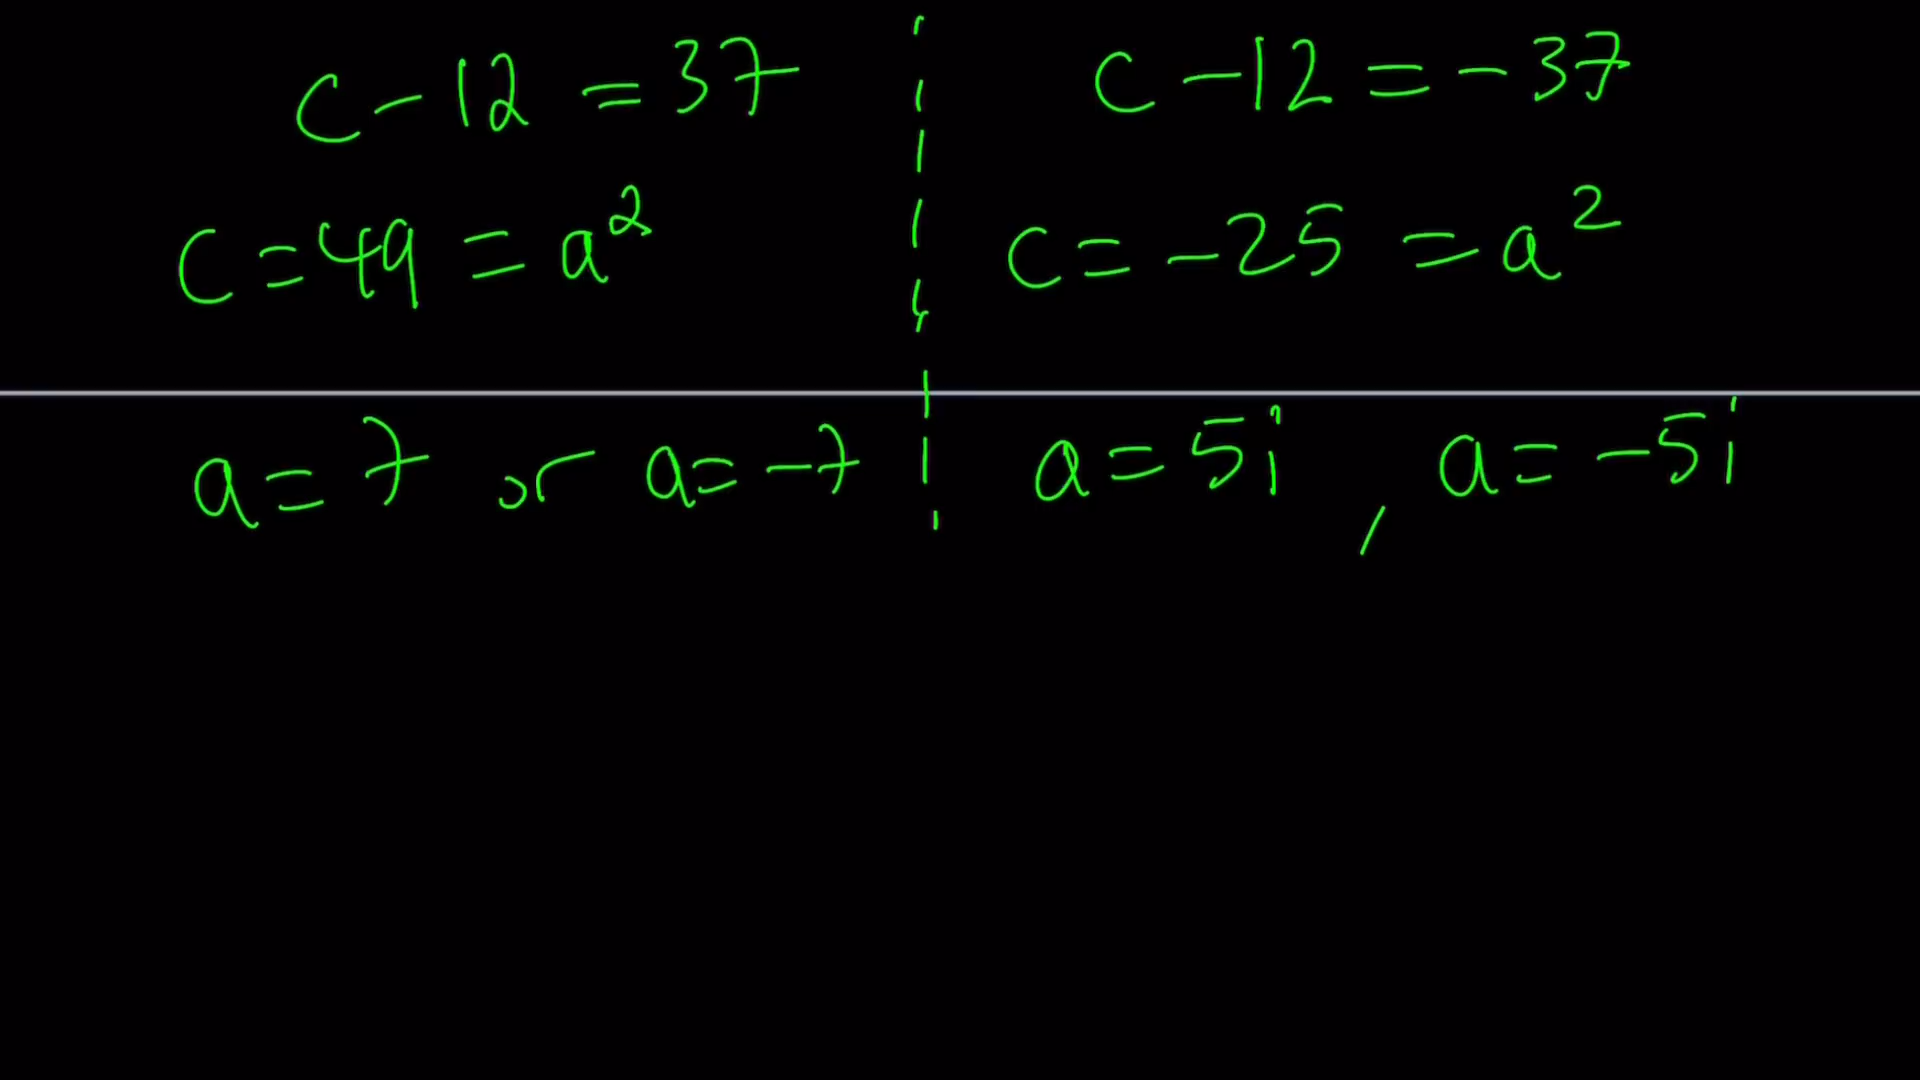 c - 12 = 37
c = 49 = a²
a = 7 or a = -7
c - 12 = -37
c = -25 = a²
a = 5i , a = -5i